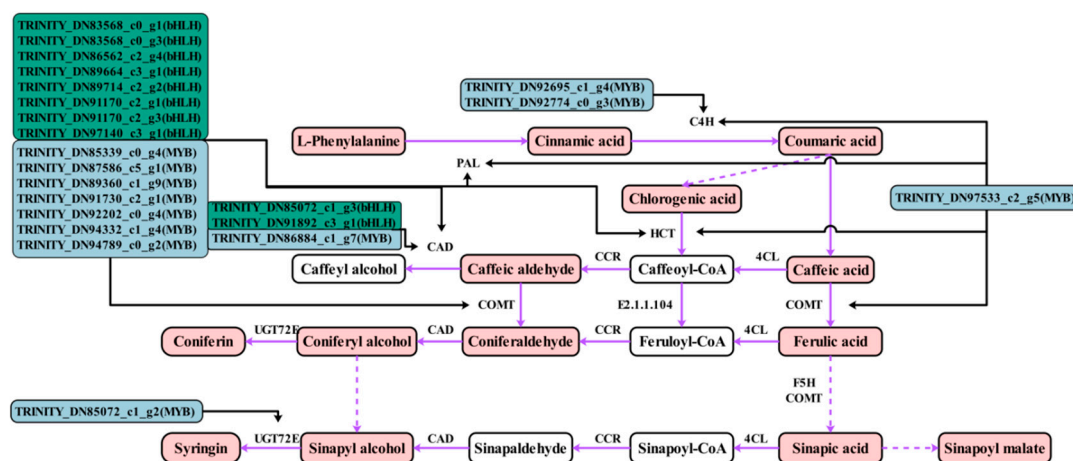 TRINITY_DN83568_c0_g1(bHLH)
TRINITY_DN83568_c0_g3(bHLH)
TRINITY_DN86562_c2_g4(bHLH)
TRINITY_DN89664_c3_g1(bHLH)
TRINITY_DN89714_c2_g2(bHLH)
TRINITY_DN91170_c2_g1(bHLH)
TRINITY_DN91170_c2_g3(bHLH)
TRINITY_DN97140_c3_g1(bHLH)
TRINITY_DN85339_c0_g4(MYB)
TRINITY_DN87586_c5_g1(MYB)
TRINITY_DN89360_c1_g9(MYB)
TRINITY_DN91730_c2_g1(MYB)
TRINITY_DN92202_c0_g4(MYB)
TRINITY_DN94332_c1_g4(MYB)
TRINITY_DN94789_c0_g2(MYB)
TRINITY_DN85072_c1_g3(bHLH)
TRINITY_DN91892_c3_g1(bHLH)
TRINITY_DN86884_c1_g7(MYB)
TRINITY_DN92695_c1_g4(MYB)
TRINITY_DN92774_c0_g3(MYB)
C4H
L-Phenylalanine
Cinnamic acid
Coumaric acid
PAL
Chlorogenic acid
TRINITY_DN97533_c2_g5(MYB)
HCT
CAD
Caffeyl alcohol
Caffeic aldehyde
CCR
Caffeoyl-CoA
4CL
Caffeic acid
COMT
E2.1.1.104
COMT
Coniferin
UGT72E
Coniferyl alcohol
CAD
Coniferaldehyde
CCR
Feruloyl-CoA
4CL
Ferulic acid
F5H
COMT
TRINITY_DN85072_c1_g2(MYB)
Syringin
UGT72E
Sinapyl alcohol
CAD
Sinapaldehyde
CCR
Sinapoyl-CoA
4CL
Sinapic acid
Sinapoyl malate